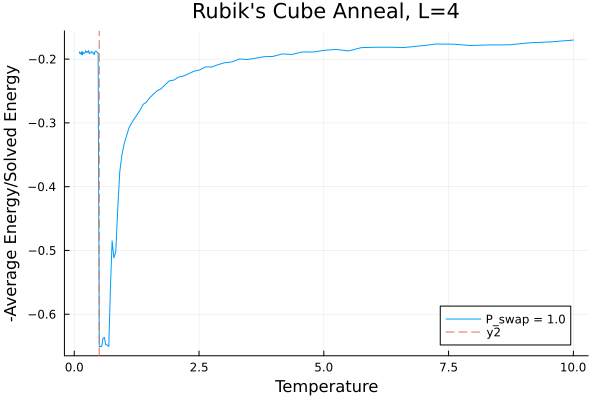 Rubik's Cube Anneal, L=4
-Average Energy/Solved Energy
−0.2
−0.3
−0.4
−0.5
−0.6
0.0
2.5
5.0
7.5
10.0
Temperature
P_swap = 1.0
y2